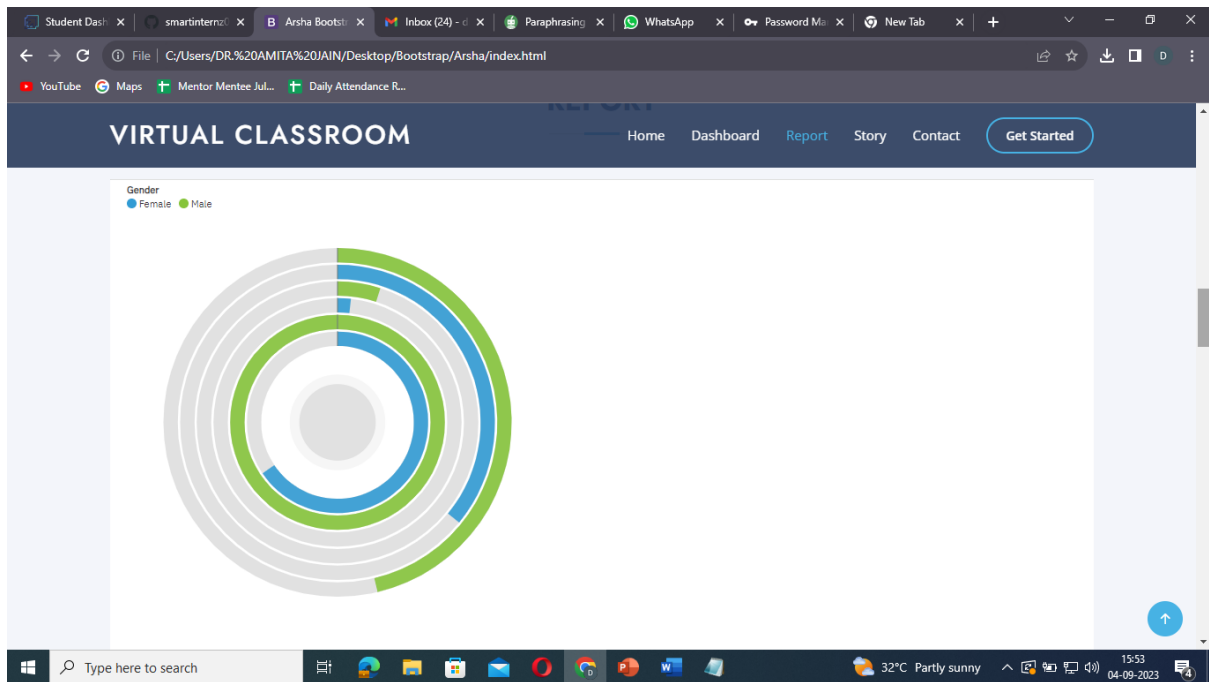 Student Dash
smartinternz0
B Arsha Bootstr
Inbox (24) - d
Paraphrasing
WhatsApp
Password Ma
New Tab
File | C:/Users/DR.%20AMITA%20JAIN/Desktop/Bootstrap/Arsha/index.html
D
YouTube
Maps
Mentor Mentee Jul...
Daily Attendance R...
REPORT
VIRTUAL CLASSROOM
Home
Dashboard
Report
Story
Contact
Get Started
Gender
Female
Male
Type here to search
32°C Partly sunny
15:53
04-09-2023
4